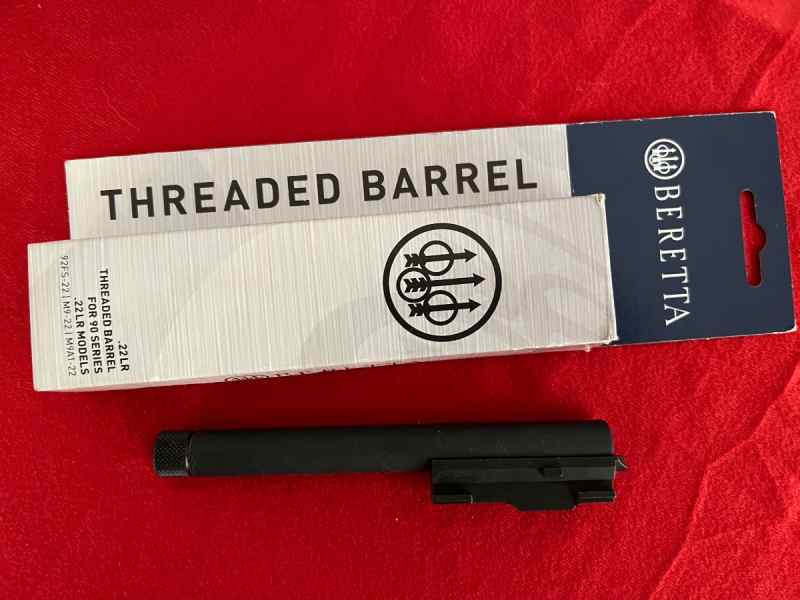 THREADED BARREL
BERETTA
.22LR
THREADED BARREL
FOR 90 SERIES
.22LR MODELS
92FS-22 | M9-22 | M9A1-22